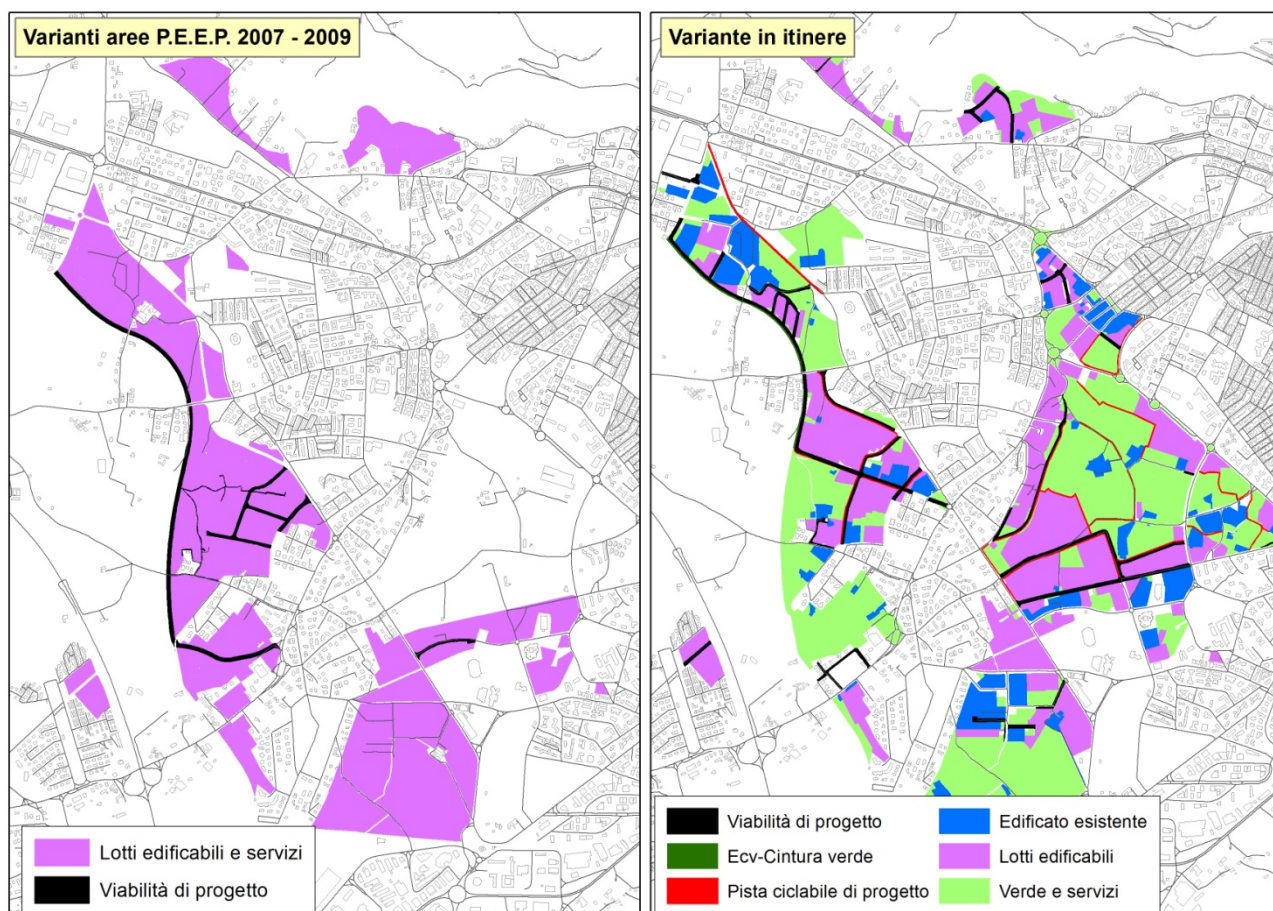 Varianti aree P.E.E.P. 2007 - 2009
Lotti edificabili e servizi
Viabilità di progetto
Variante in itinere
Viabilità di progetto
Ecv-Cintura verde
Pista ciclabile di progetto
Edificato esistente
Lotti edificabili
Verde e servizi